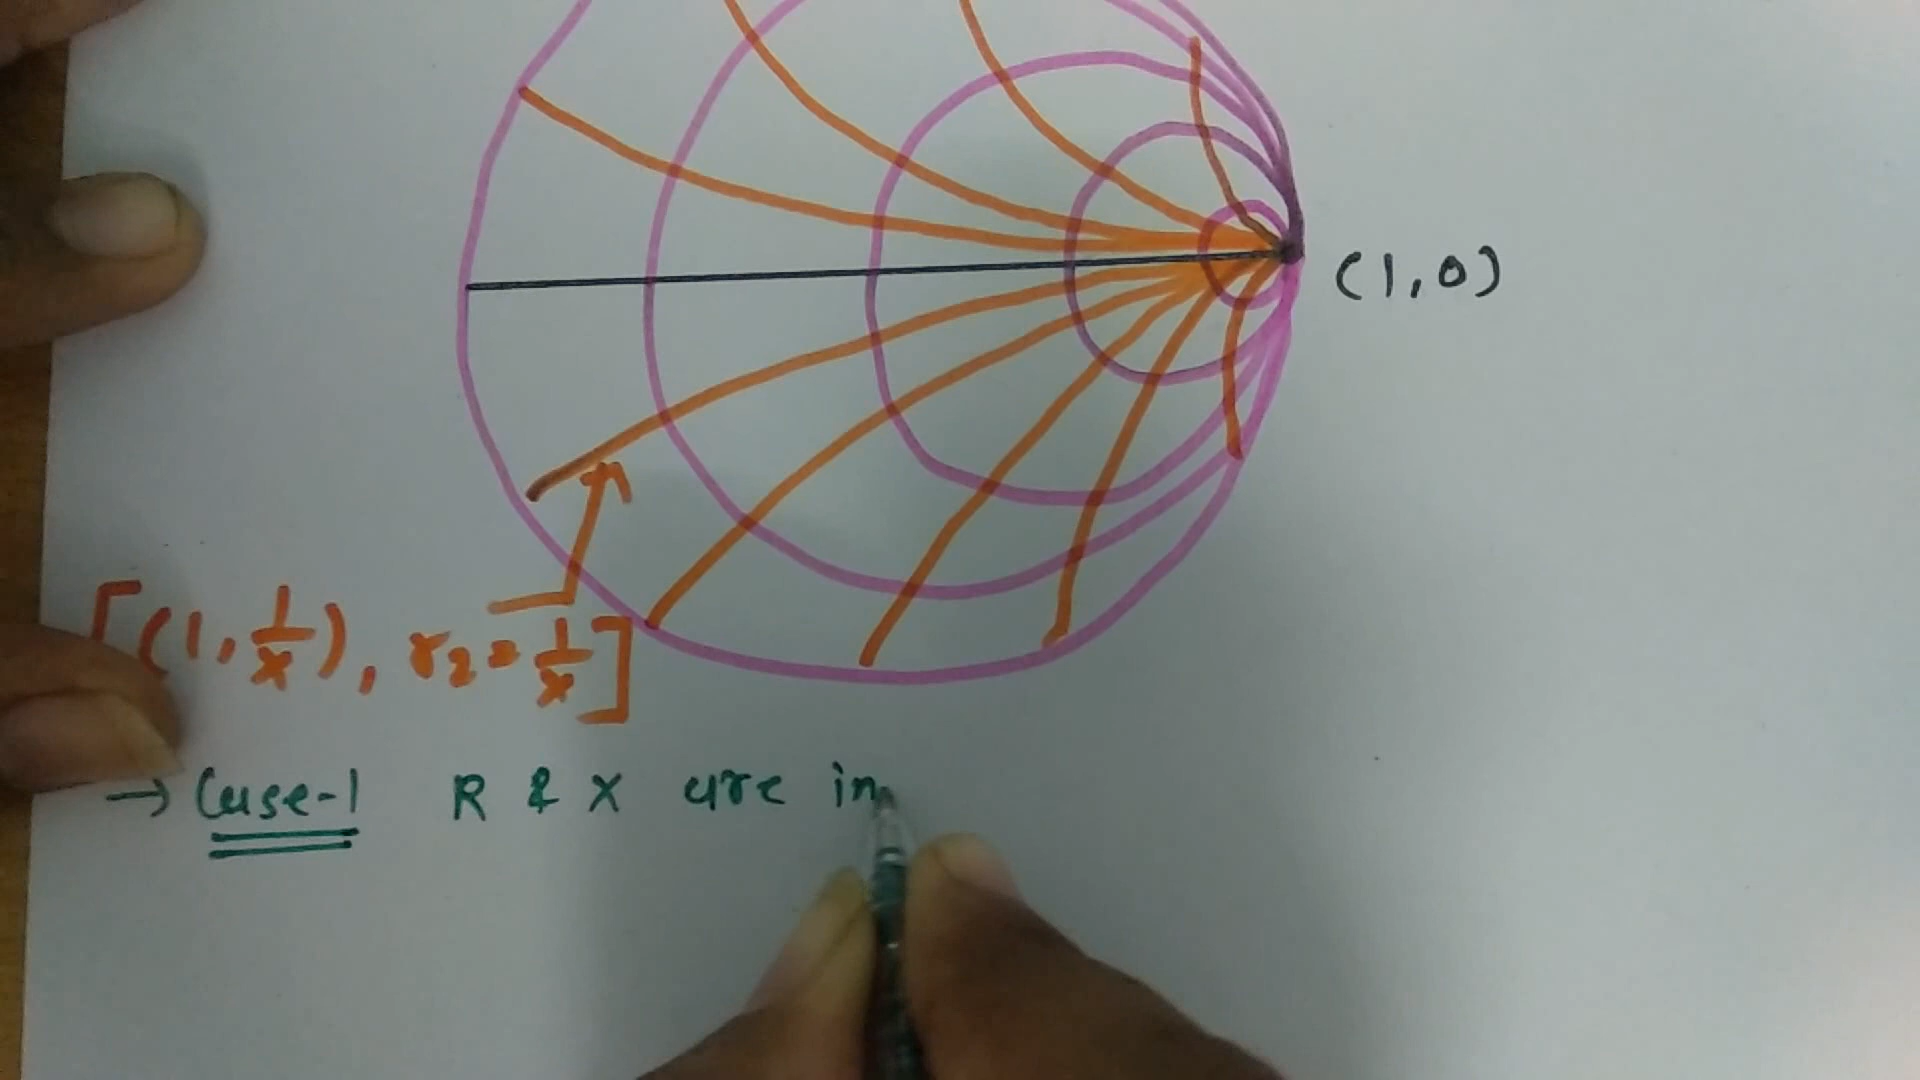 (1,0)
[(1, 1/x), r2 = 1/x]
→ Case-1 R & X are in